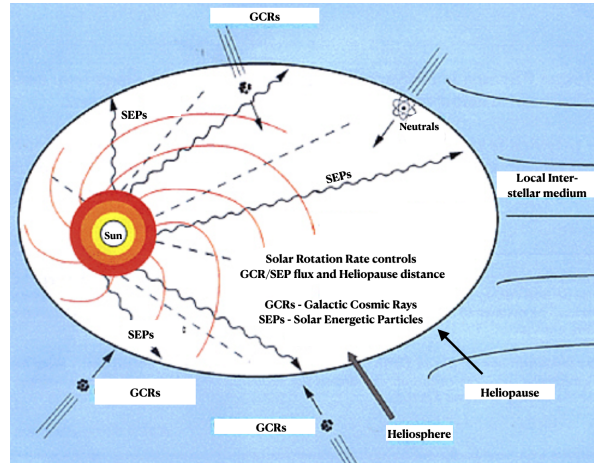 GCRs
SEPs
Neutrals
SEPs
Local Inter-
stellar medium
Sun
Solar Rotation Rate controls
GCR/SEP flux and Heliopause distance
GCRs - Galactic Cosmic Rays
SEPs - Solar Energetic Particles
SEPs
GCRs
Heliopause
GCRs
Heliosphere